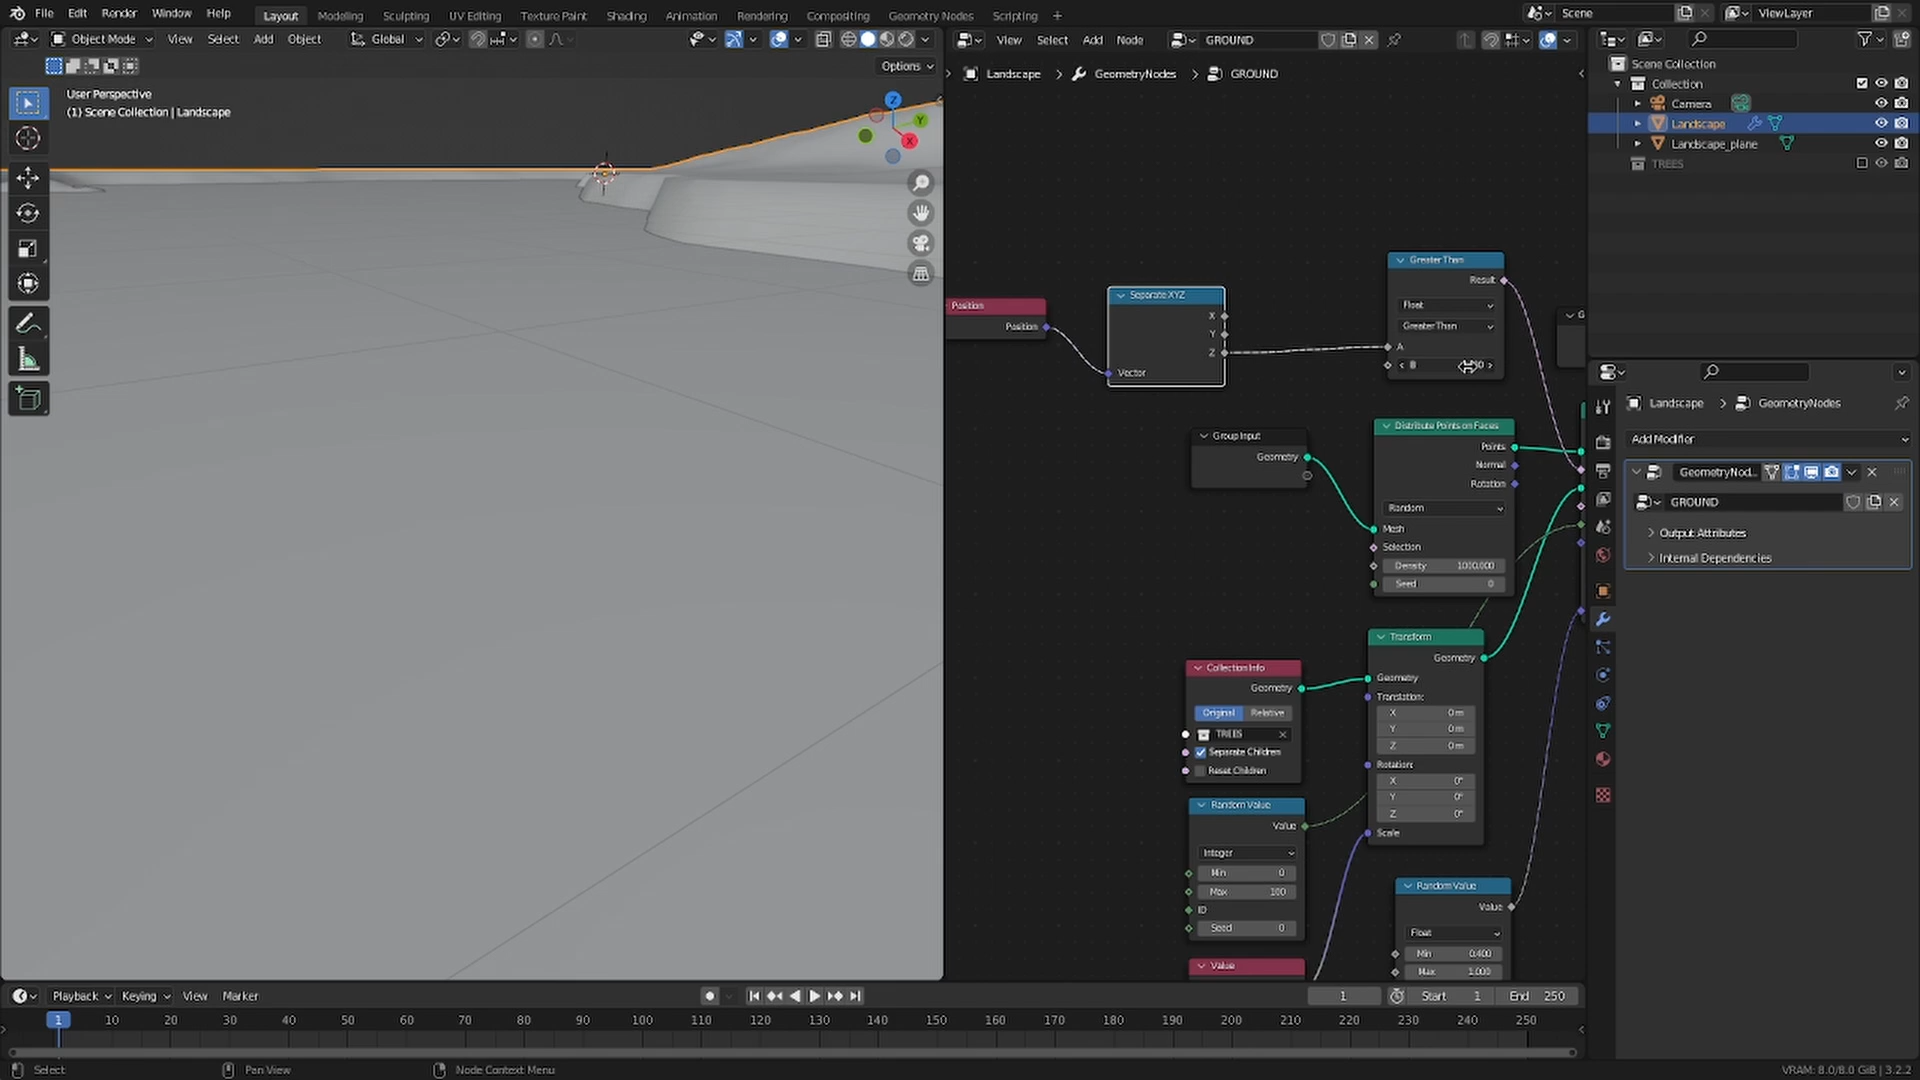 File Edit Render Window Help Layout Modeling Sculpting UV Editing Texture Paint Shading Animation Rendering Compositing Geometry Nodes Scripting + Scene ViewLayer
Object Mode View Select Add Object Global
View Select Add Node GROUND
Options
Landscape > GeometryNodes > GROUND
User Perspective
(1) Scene Collection | Landscape
Z
Y
X
Position
Position
Separate XYZ
X
Y
Z
Vector
Greater Than
Result
Float
Greater Than
A
B
Group Input
Geometry
Distribute Points on Faces
Points
Normal
Rotation
Random
Mesh
Selection
Density 1000.000
Seed 0
Collection Info
Geometry
Original Relative
TREES
Separate Children
Reset Children
Transform
Geometry
Geometry
Translation:
X 0 m
Y 0 m
Z 0 m
Rotation:
X 0°
Y 0°
Z 0°
Scale
Random Value
Value
Integer
Min 0
Max 100
ID
Seed 0
Value
Random Value
Value
Float
Min 0.400
Max 1.000
Scene Collection
Collection
Camera
Landscape
Landscape_plane
TREES
Landscape > GeometryNodes
Add Modifier
GeometryNod...
GROUND
Output Attributes
Internal Dependencies
Playback Keying View Marker 1 Start 1 End 250
1 10 20 30 40 50 60 70 80 90 100 110 120 130 140 150 160 170 180 190 200 210 220 230 240 250
Select Pan View Node Context Menu VRAM: 8.0/8.0 GiB | 3.2.2